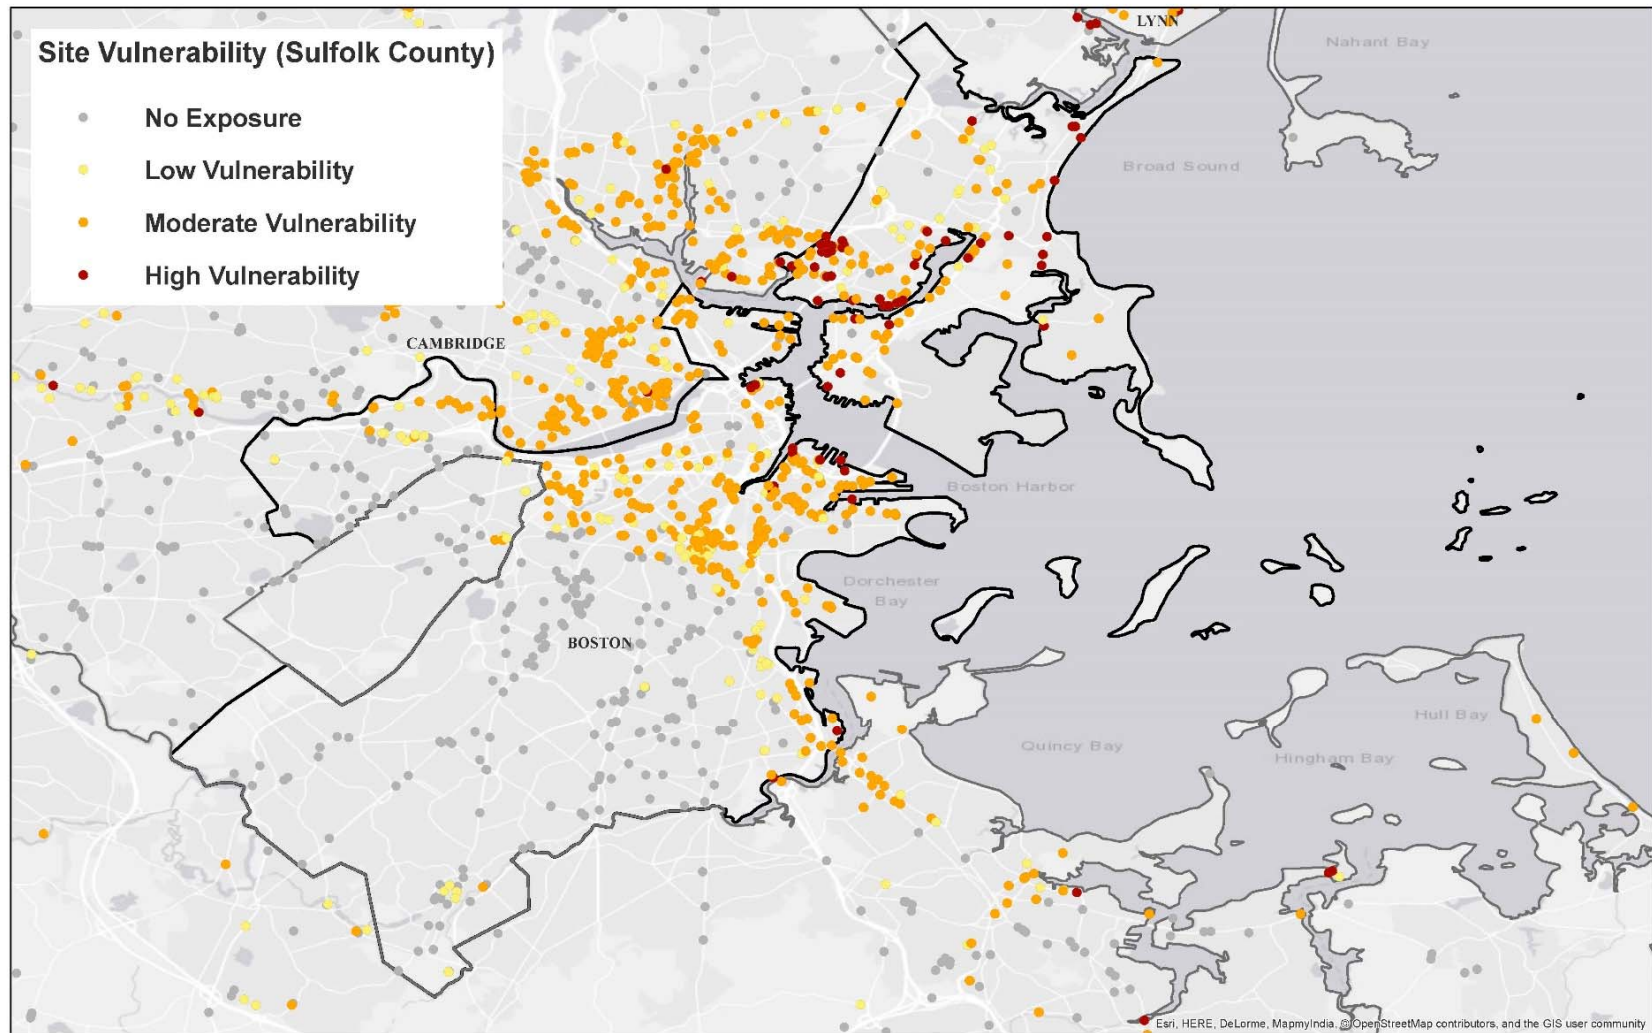 Site Vulnerability (Sulfolk County)
No Exposure
Low Vulnerability
Moderate Vulnerability
High Vulnerability
LYNN
Nahant Bay
Broad Sound
CAMBRIDGE
Boston Harbor
Dorchester
Bay
BOSTON
Hull Bay
Quincy Bay
Hingham Bay
Esri, HERE, DeLorme, MapmyIndia, © OpenStreetMap contributors, and the GIS user community